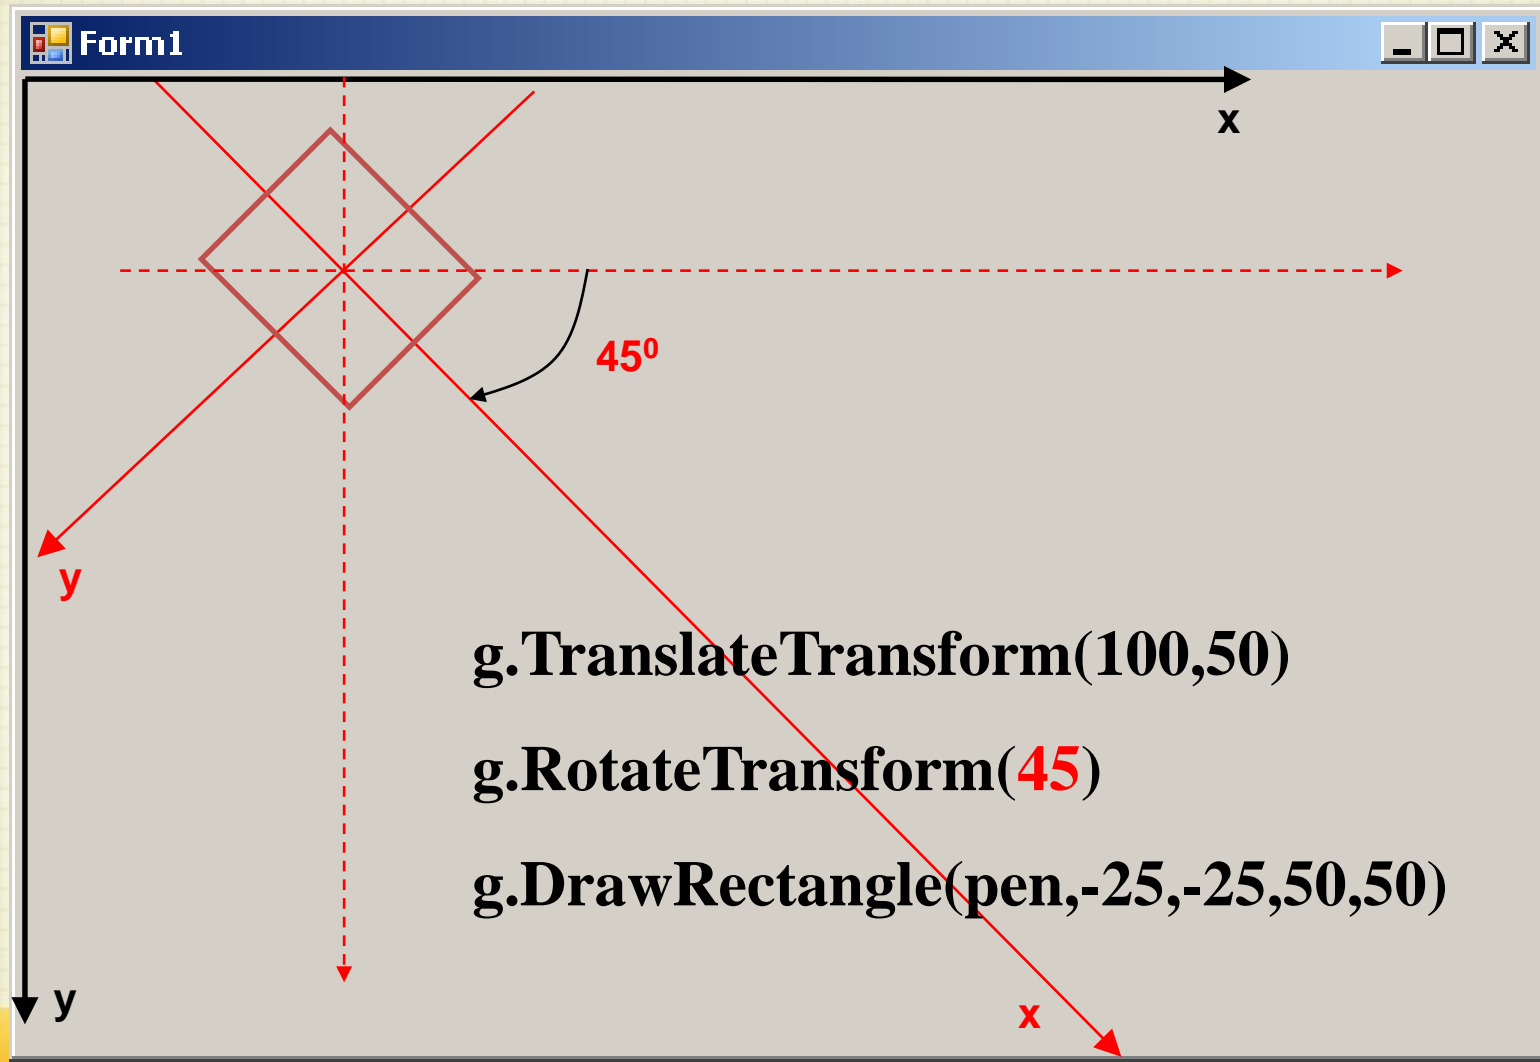 Form1
x
45⁰
y
g.TranslateTransform(100,50)
g.RotateTransform(45)
g.DrawRectangle(pen,-25,-25,50,50)
y
x